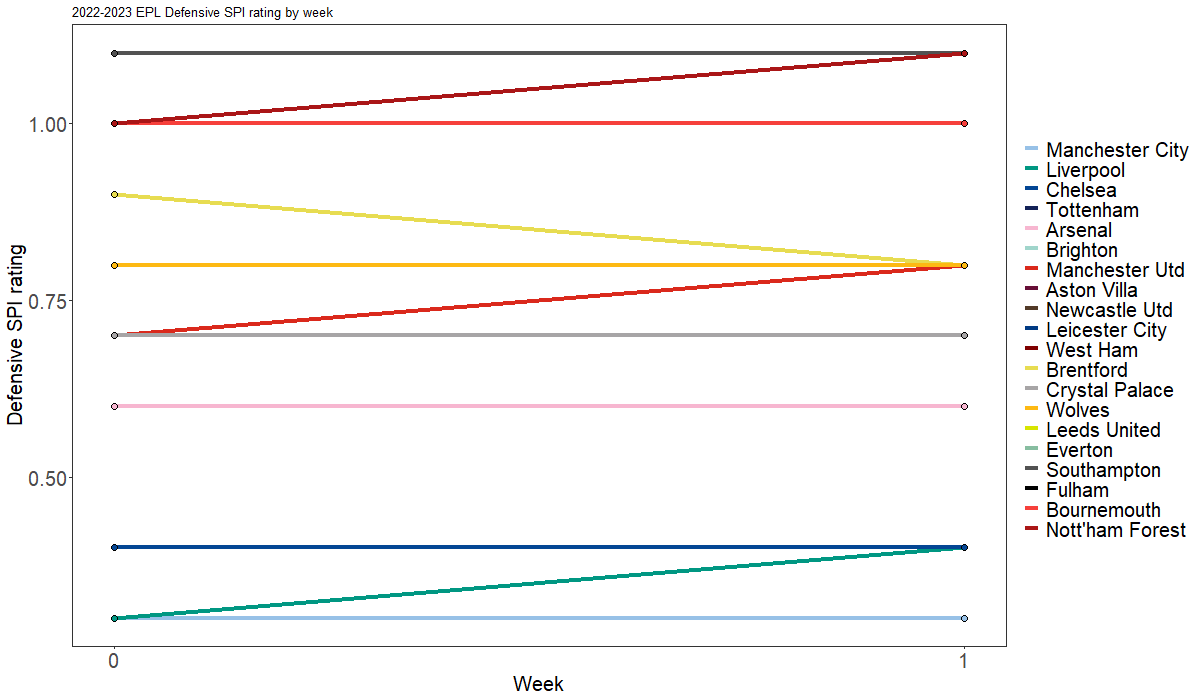 2022-2023 EPL Defensive SPI rating by week
1.00
0.75
0.50
Defensive SPI rating
0
1
Week
Manchester City
Liverpool
Chelsea
Tottenham
Arsenal
Brighton
Manchester Utd
Aston Villa
Newcastle Utd
Leicester City
West Ham
Brentford
Crystal Palace
Wolves
Leeds United
Everton
Southampton
Fulham
Bournemouth
Nott'ham Forest